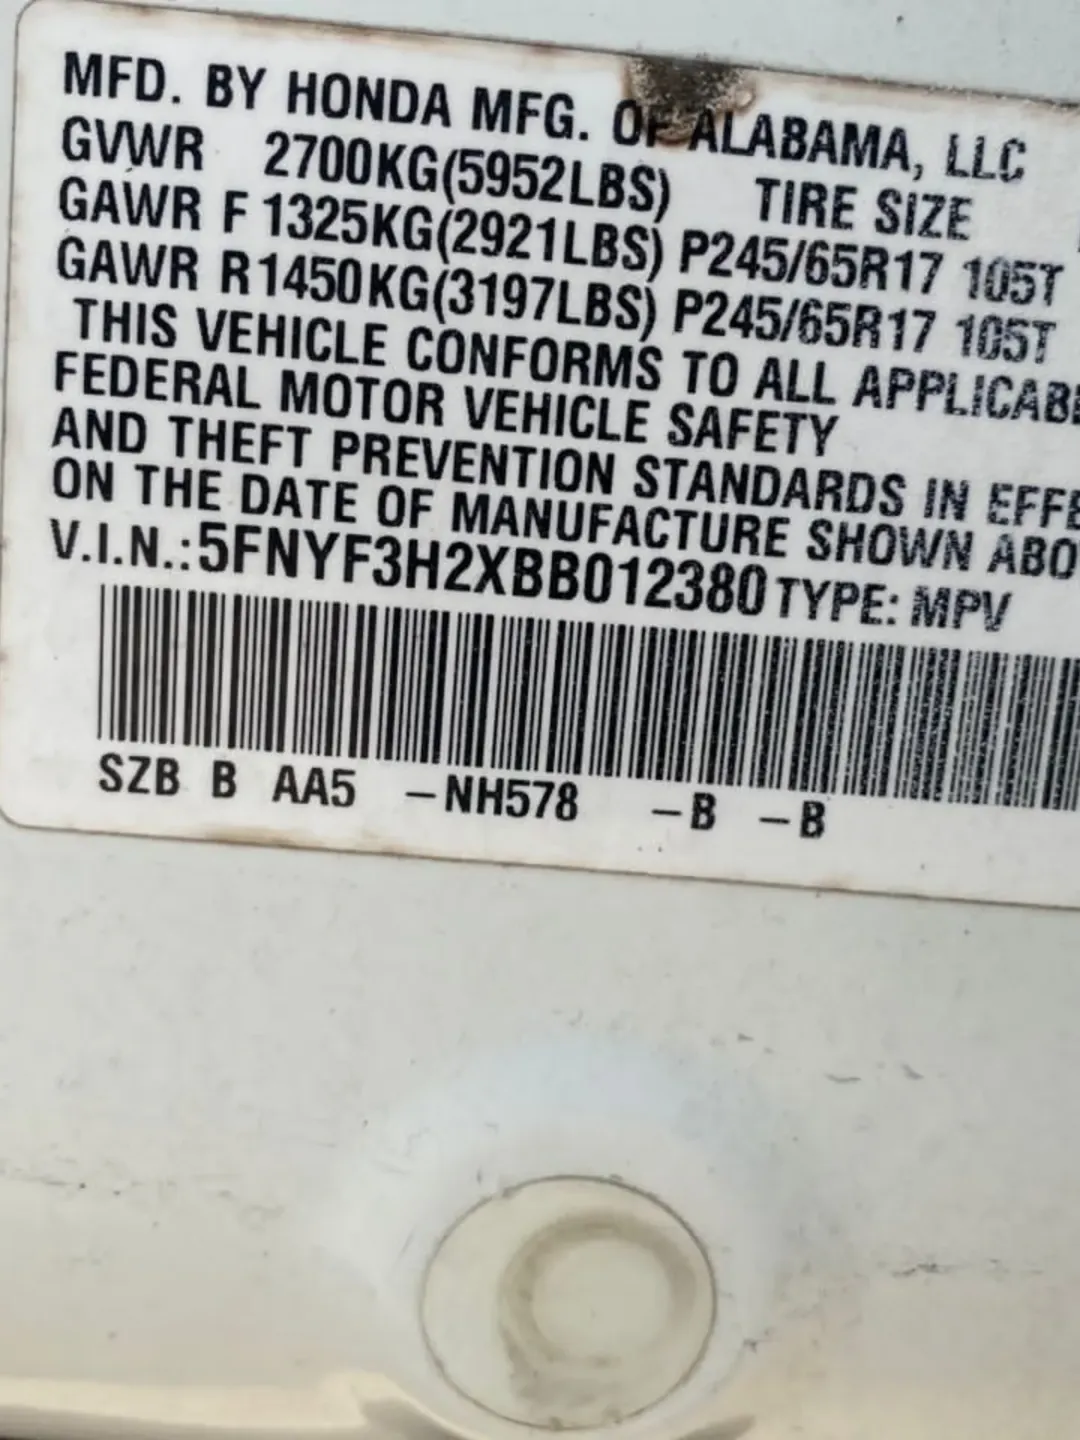 MFD. BY HONDA MFG. OF ALABAMA, LLC
GVWR 2700KG(5952LBS) TIRE SIZE
GAWR F 1325KG(2921LBS) P245/65R17 105T
GAWR R1450KG(3197LBS) P245/65R17 105T
THIS VEHICLE CONFORMS TO ALL APPLICAB
FEDERAL MOTOR VEHICLE SAFETY
AND THEFT PREVENTION STANDARDS IN EFFE
ON THE DATE OF MANUFACTURE SHOWN ABO
V.I.N.:5FNYF3H2XBB012380 TYPE: MPV
SZB B AA5 -NH578 -B -B